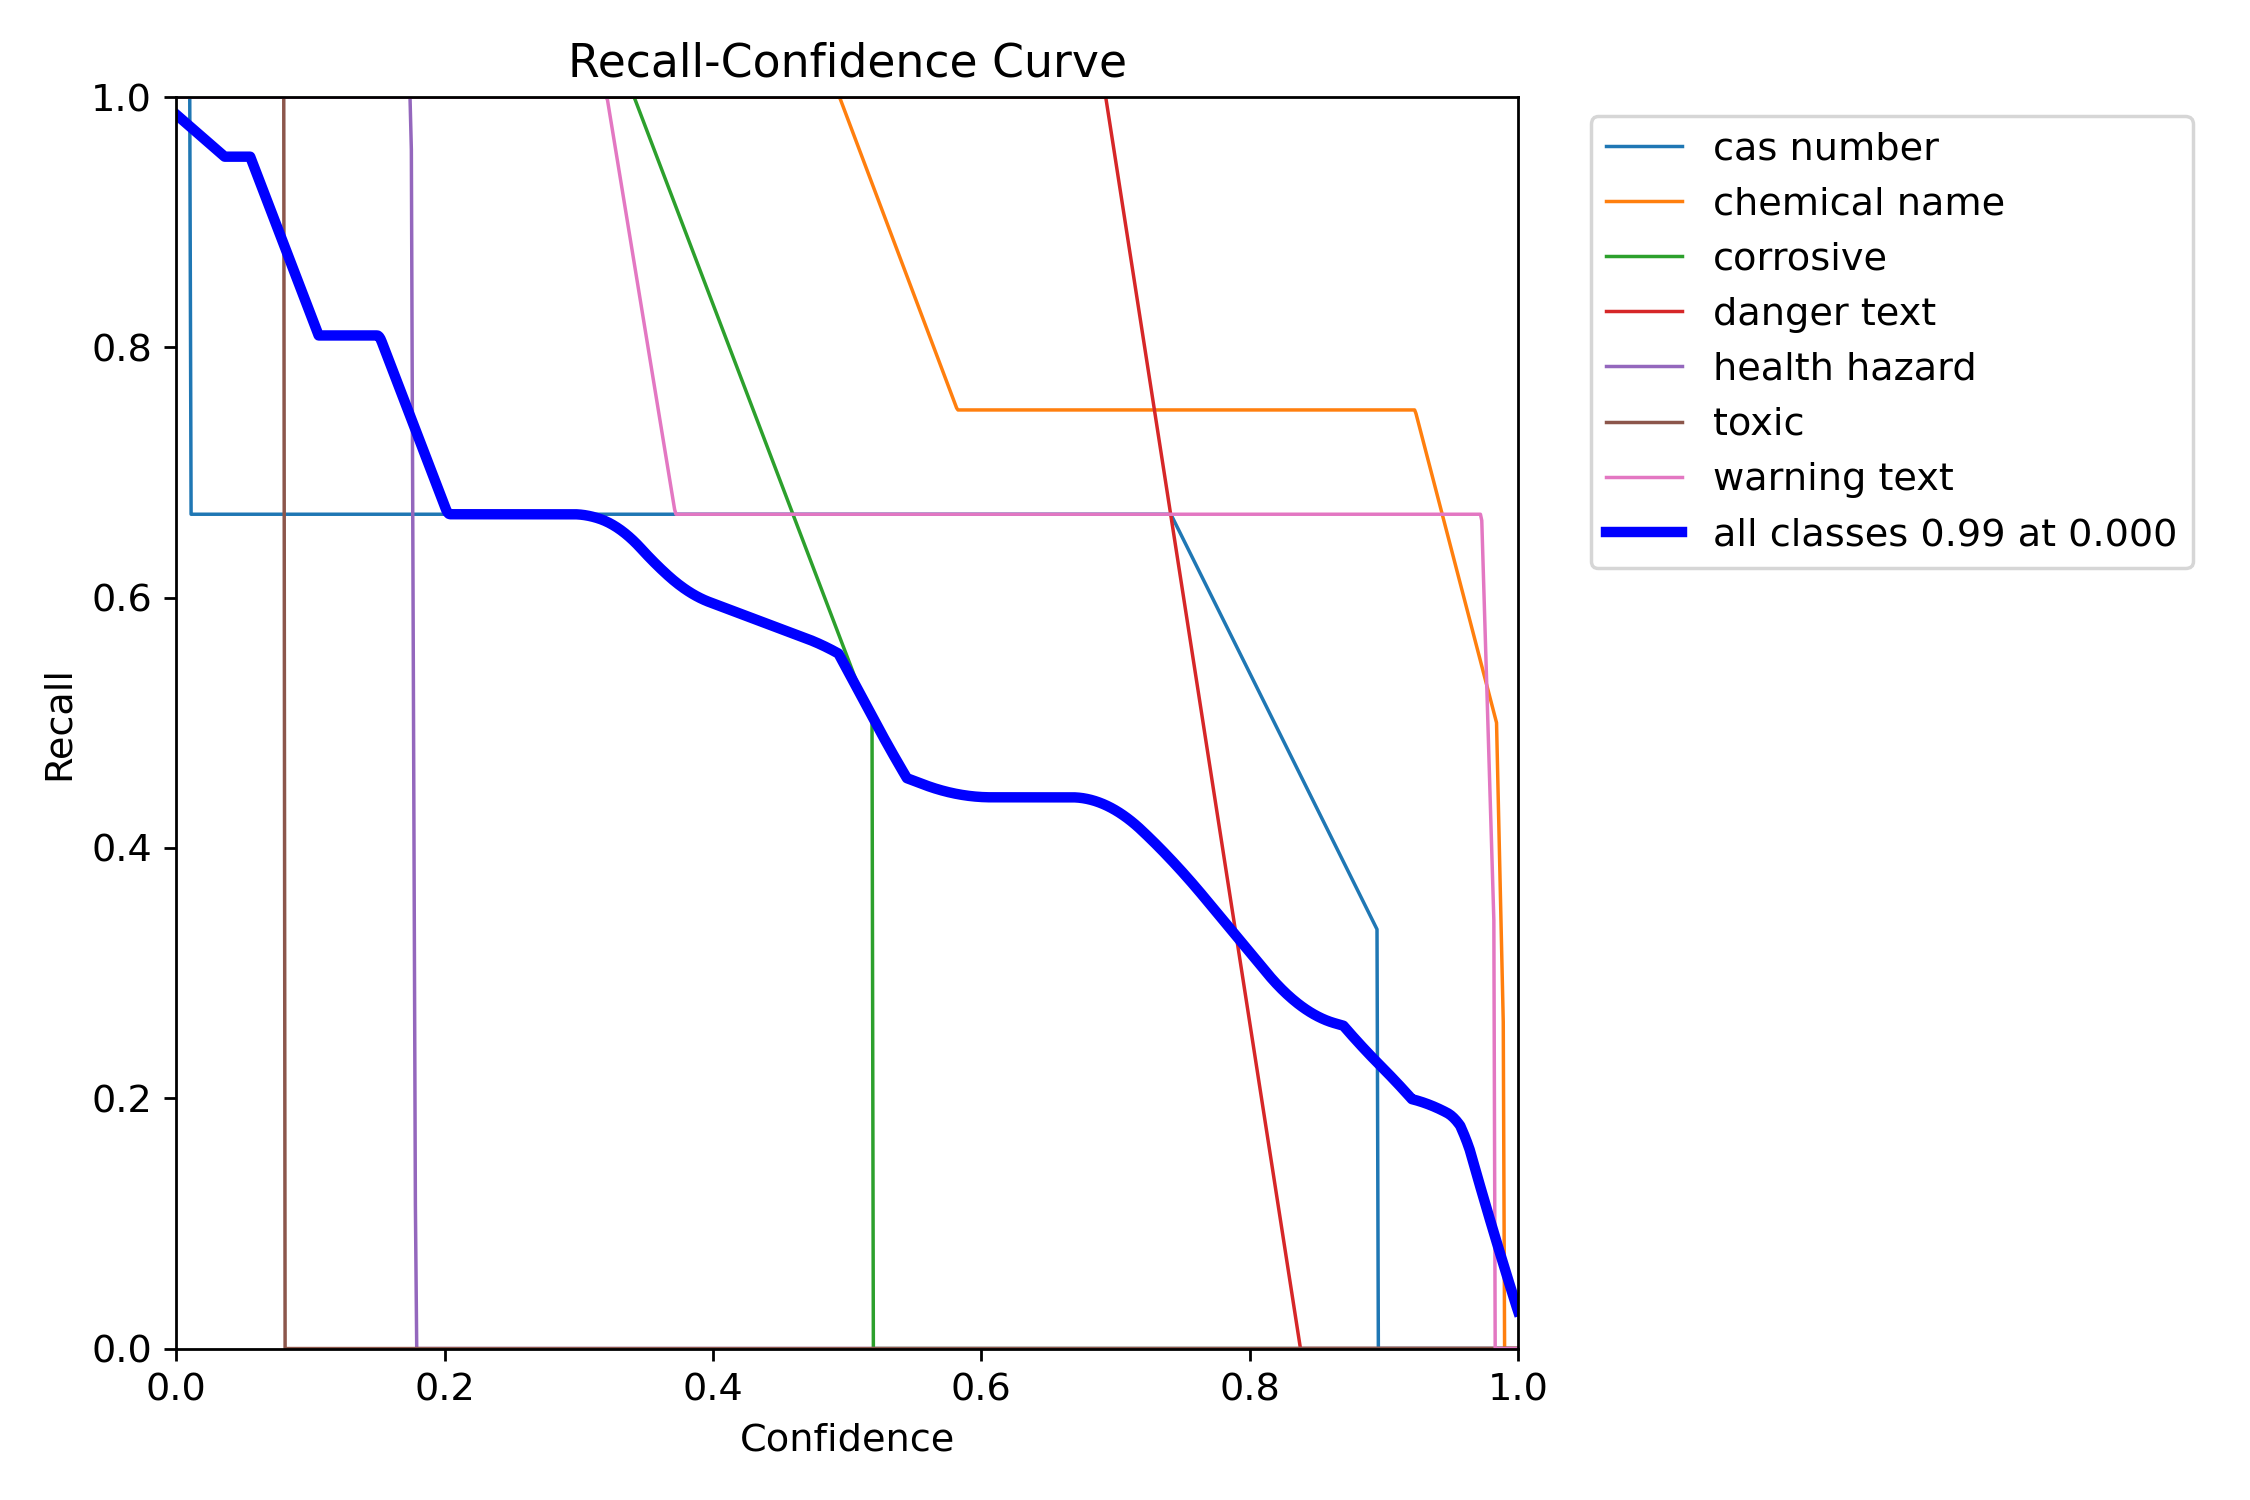 Recall-Confidence Curve
1.0
0.8
0.6
0.4
0.2
0.0
Recall
0.0 0.2 0.4 0.6 0.8 1.0
Confidence
cas number
chemical name
corrosive
danger text
health hazard
toxic
warning text
all classes 0.99 at 0.000